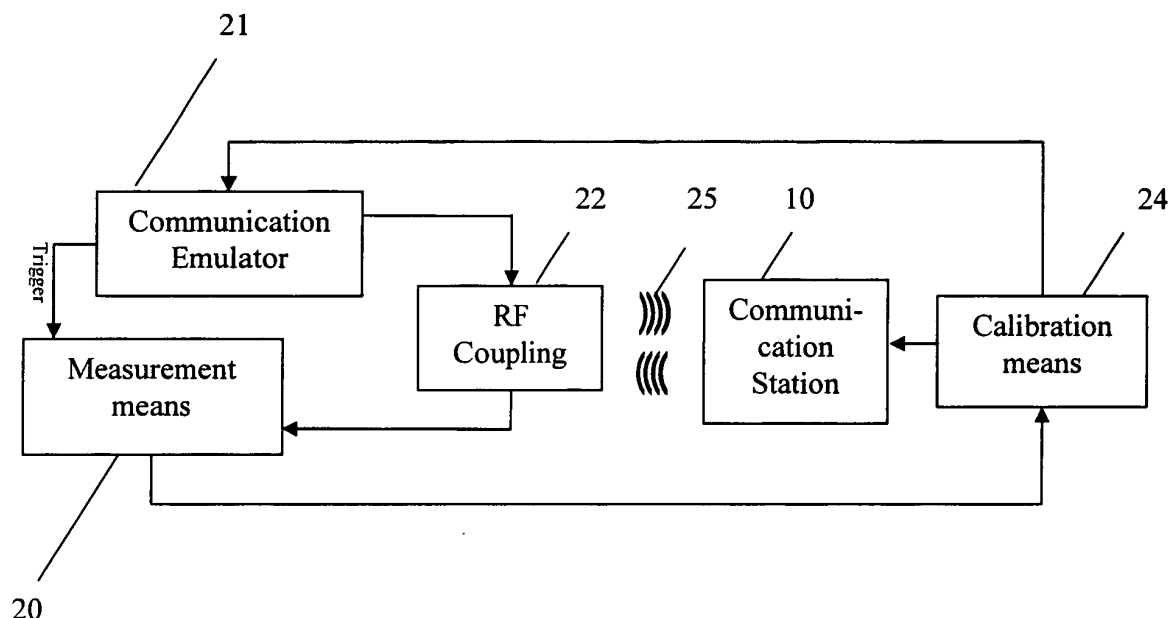 21
Communication
Emulator
Trigger
22
25
10
24
RF
Coupling
Communi-
cation
Station
Calibration
means
Measurement
means
20